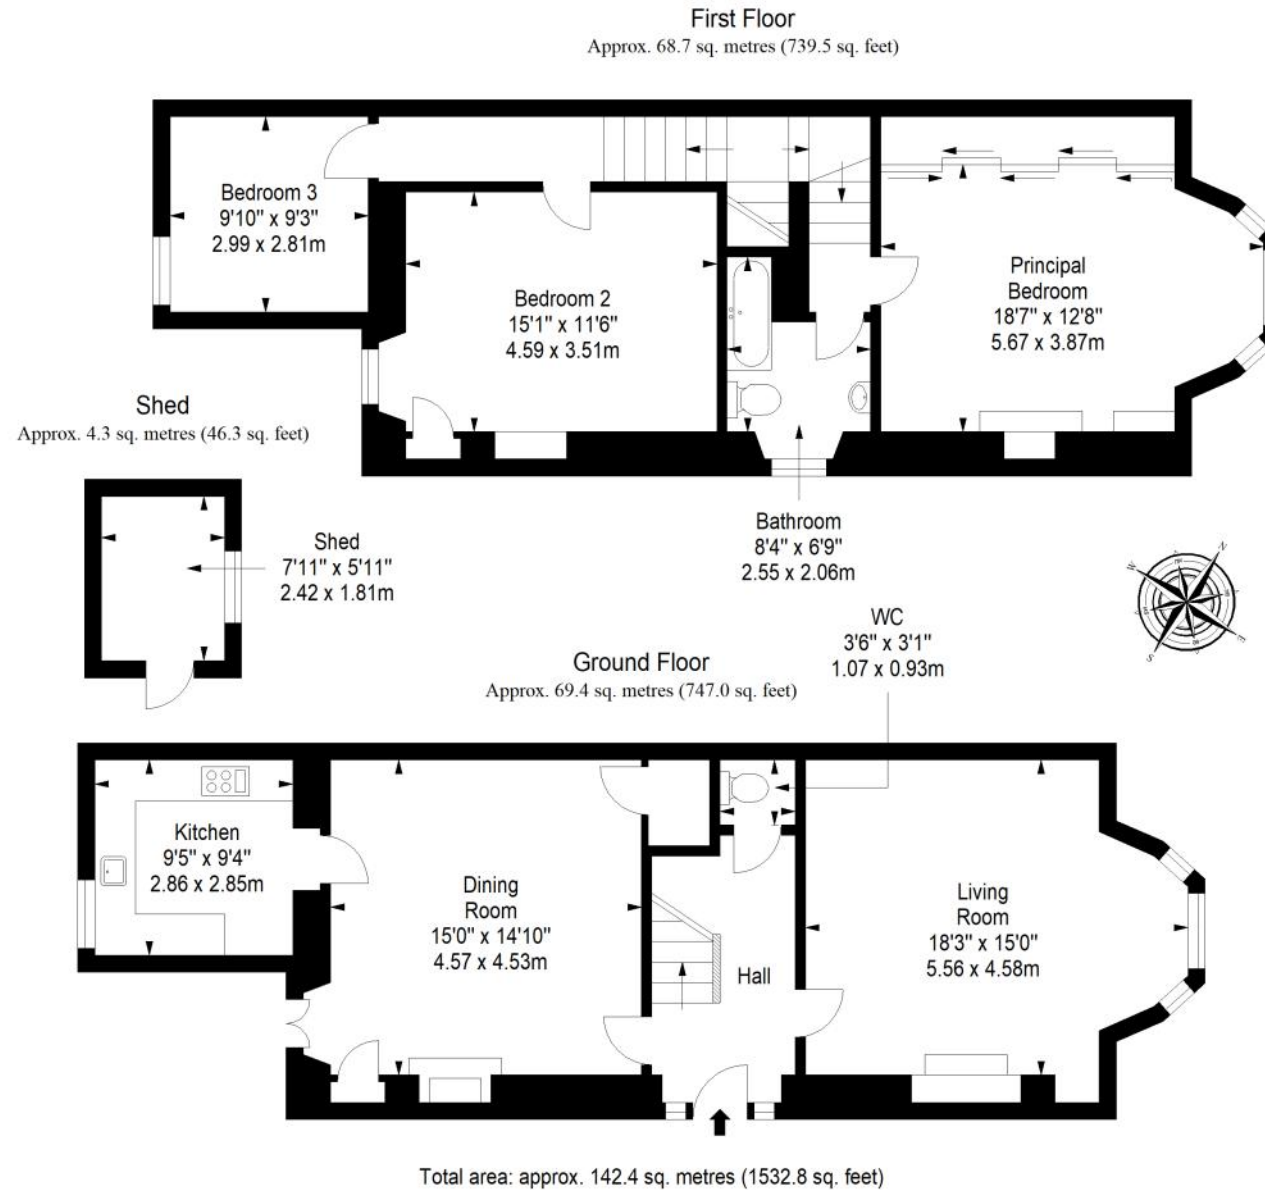 First Floor
Approx. 68.7 sq. metres (739.5 sq. feet)
Bedroom 3
9'10" x 9'3"
2.99 x 2.81m
Bedroom 2
15'1" x 11'6"
4.59 x 3.51m
Principal
Bedroom
18'7" x 12'8"
5.67 x 3.87m
Shed
Approx. 4.3 sq. metres (46.3 sq. feet)
Shed
7'11" x 5'11"
2.42 x 1.81m
Bathroom
8'4" x 6'9"
2.55 x 2.06m
N
W
E
S
WC
3'6" x 3'1"
1.07 x 0.93m
Ground Floor
Approx. 69.4 sq. metres (747.0 sq. feet)
Kitchen
9'5" x 9'4"
2.86 x 2.85m
Dining
Room
15'0" x 14'10"
4.57 x 4.53m
Hall
Living
Room
18'3" x 15'0"
5.56 x 4.58m
Total area: approx. 142.4 sq. metres (1532.8 sq. feet)